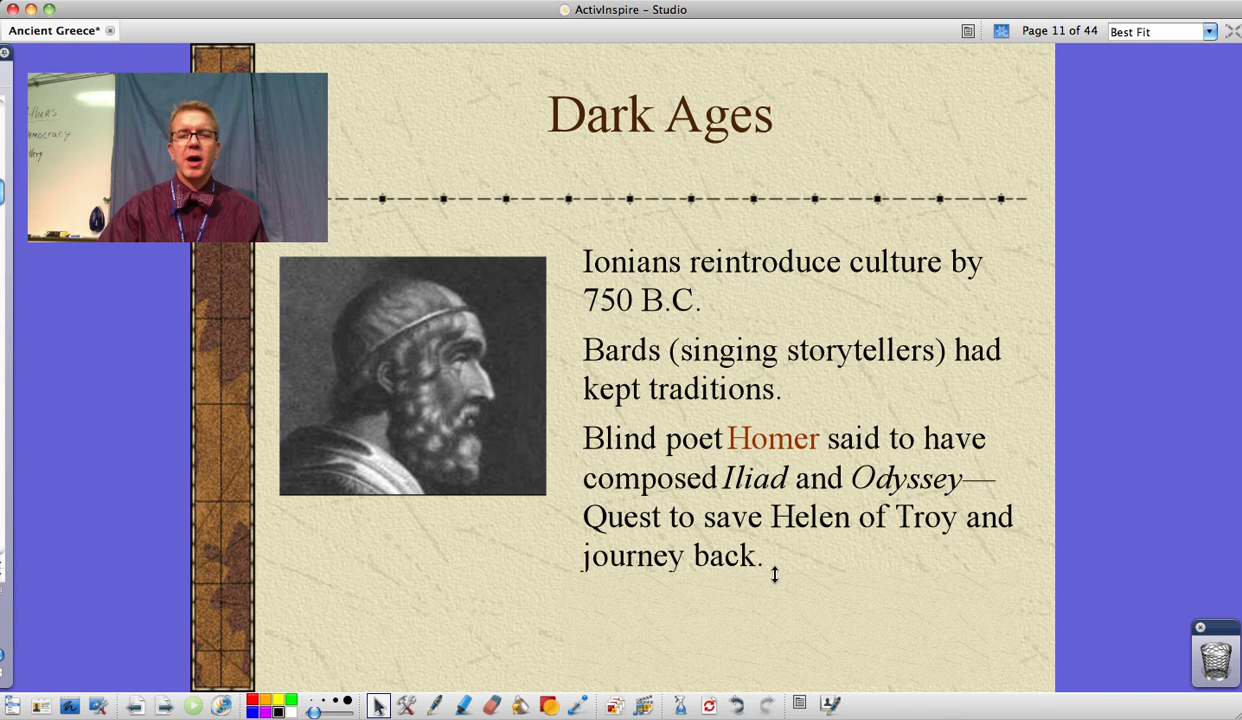 ActivInspire – Studio
Ancient Greece*
Page 11 of 44
Best Fit
Dark Ages
Ionians reintroduce culture by
750 B.C.
Bards (singing storytellers) had
kept traditions.
Blind poet Homer said to have
composed Iliad and Odyssey—
Quest to save Helen of Troy and
journey back.